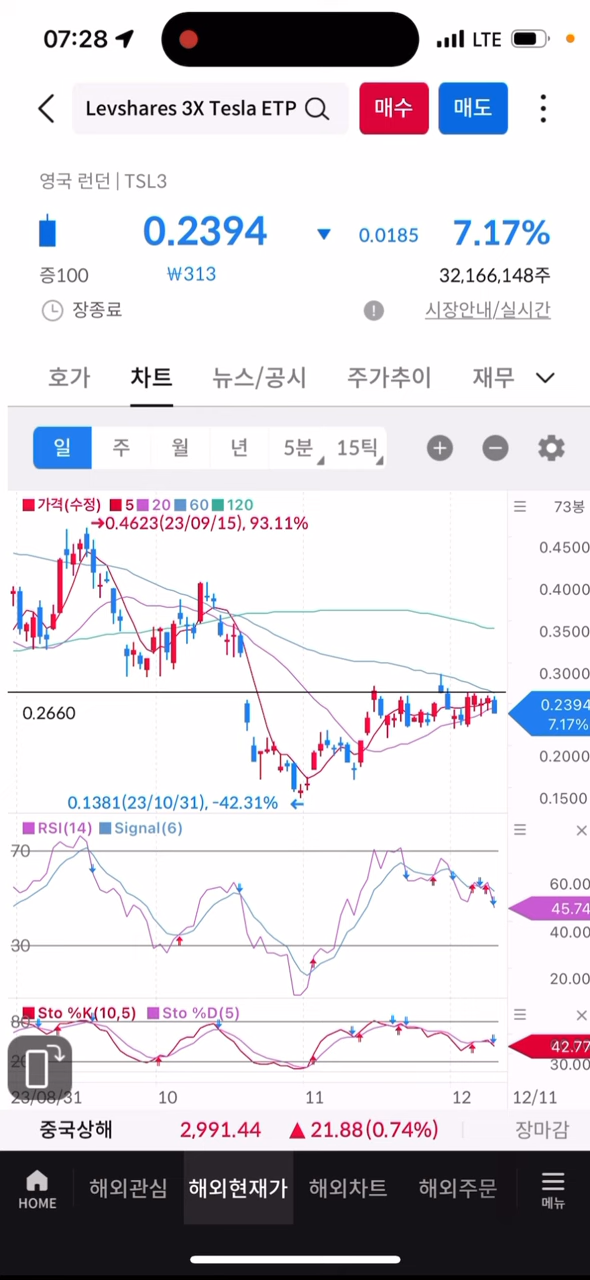 07:28 LTE
Levshares 3X Tesla ETP 매수 매도
영국 런던 | TSL3
0.2394 ▼ 0.0185 7.17%
증100 ₩313 32,166,148주
장종료 시장안내/실시간
호가 차트 뉴스/공시 주가추이 재무
일 주 월 년 5분 15틱
가격(수정) 5 20 60 120 73봉
→0.4623(23/09/15), 93.11%
0.4500
0.4000
0.3500
0.3000
0.2394
7.17%
0.2660
0.2000
0.1500
0.1381(23/10/31), -42.31% ←
RSI(14) Signal(6)
70
60.00
45.74
40.00
30
20.00
Sto %K(10,5) Sto %D(5)
80
42.77
20
30.00
23/08/31 10 11 12 12/11
중국상해 2,991.44 ▲ 21.88(0.74%) 장마감
HOME 해외관심 해외현재가 해외차트 해외주문 메뉴